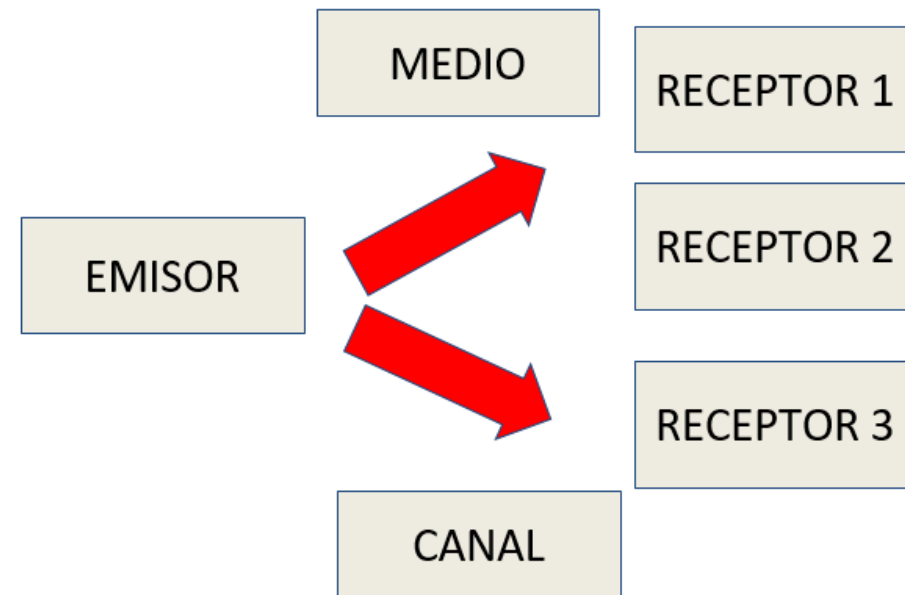 MEDIO
RECEPTOR 1
EMISOR
RECEPTOR 2
RECEPTOR 3
CANAL